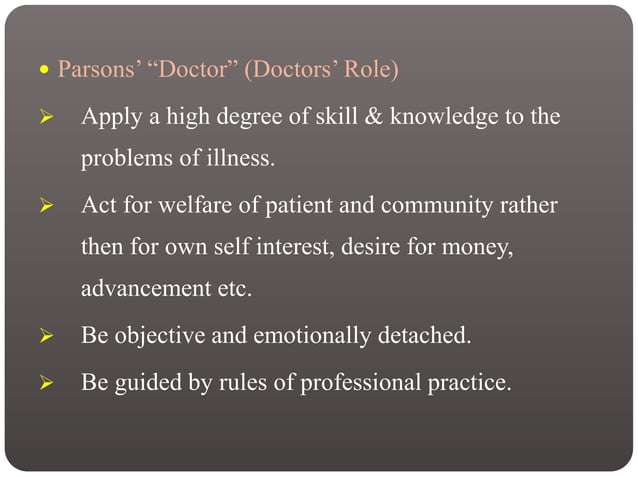 • Parsons’ “Doctor” (Doctors’ Role)
➢ Apply a high degree of skill & knowledge to the
problems of illness.
➢ Act for welfare of patient and community rather
then for own self interest, desire for money,
advancement etc.
➢ Be objective and emotionally detached.
➢ Be guided by rules of professional practice.